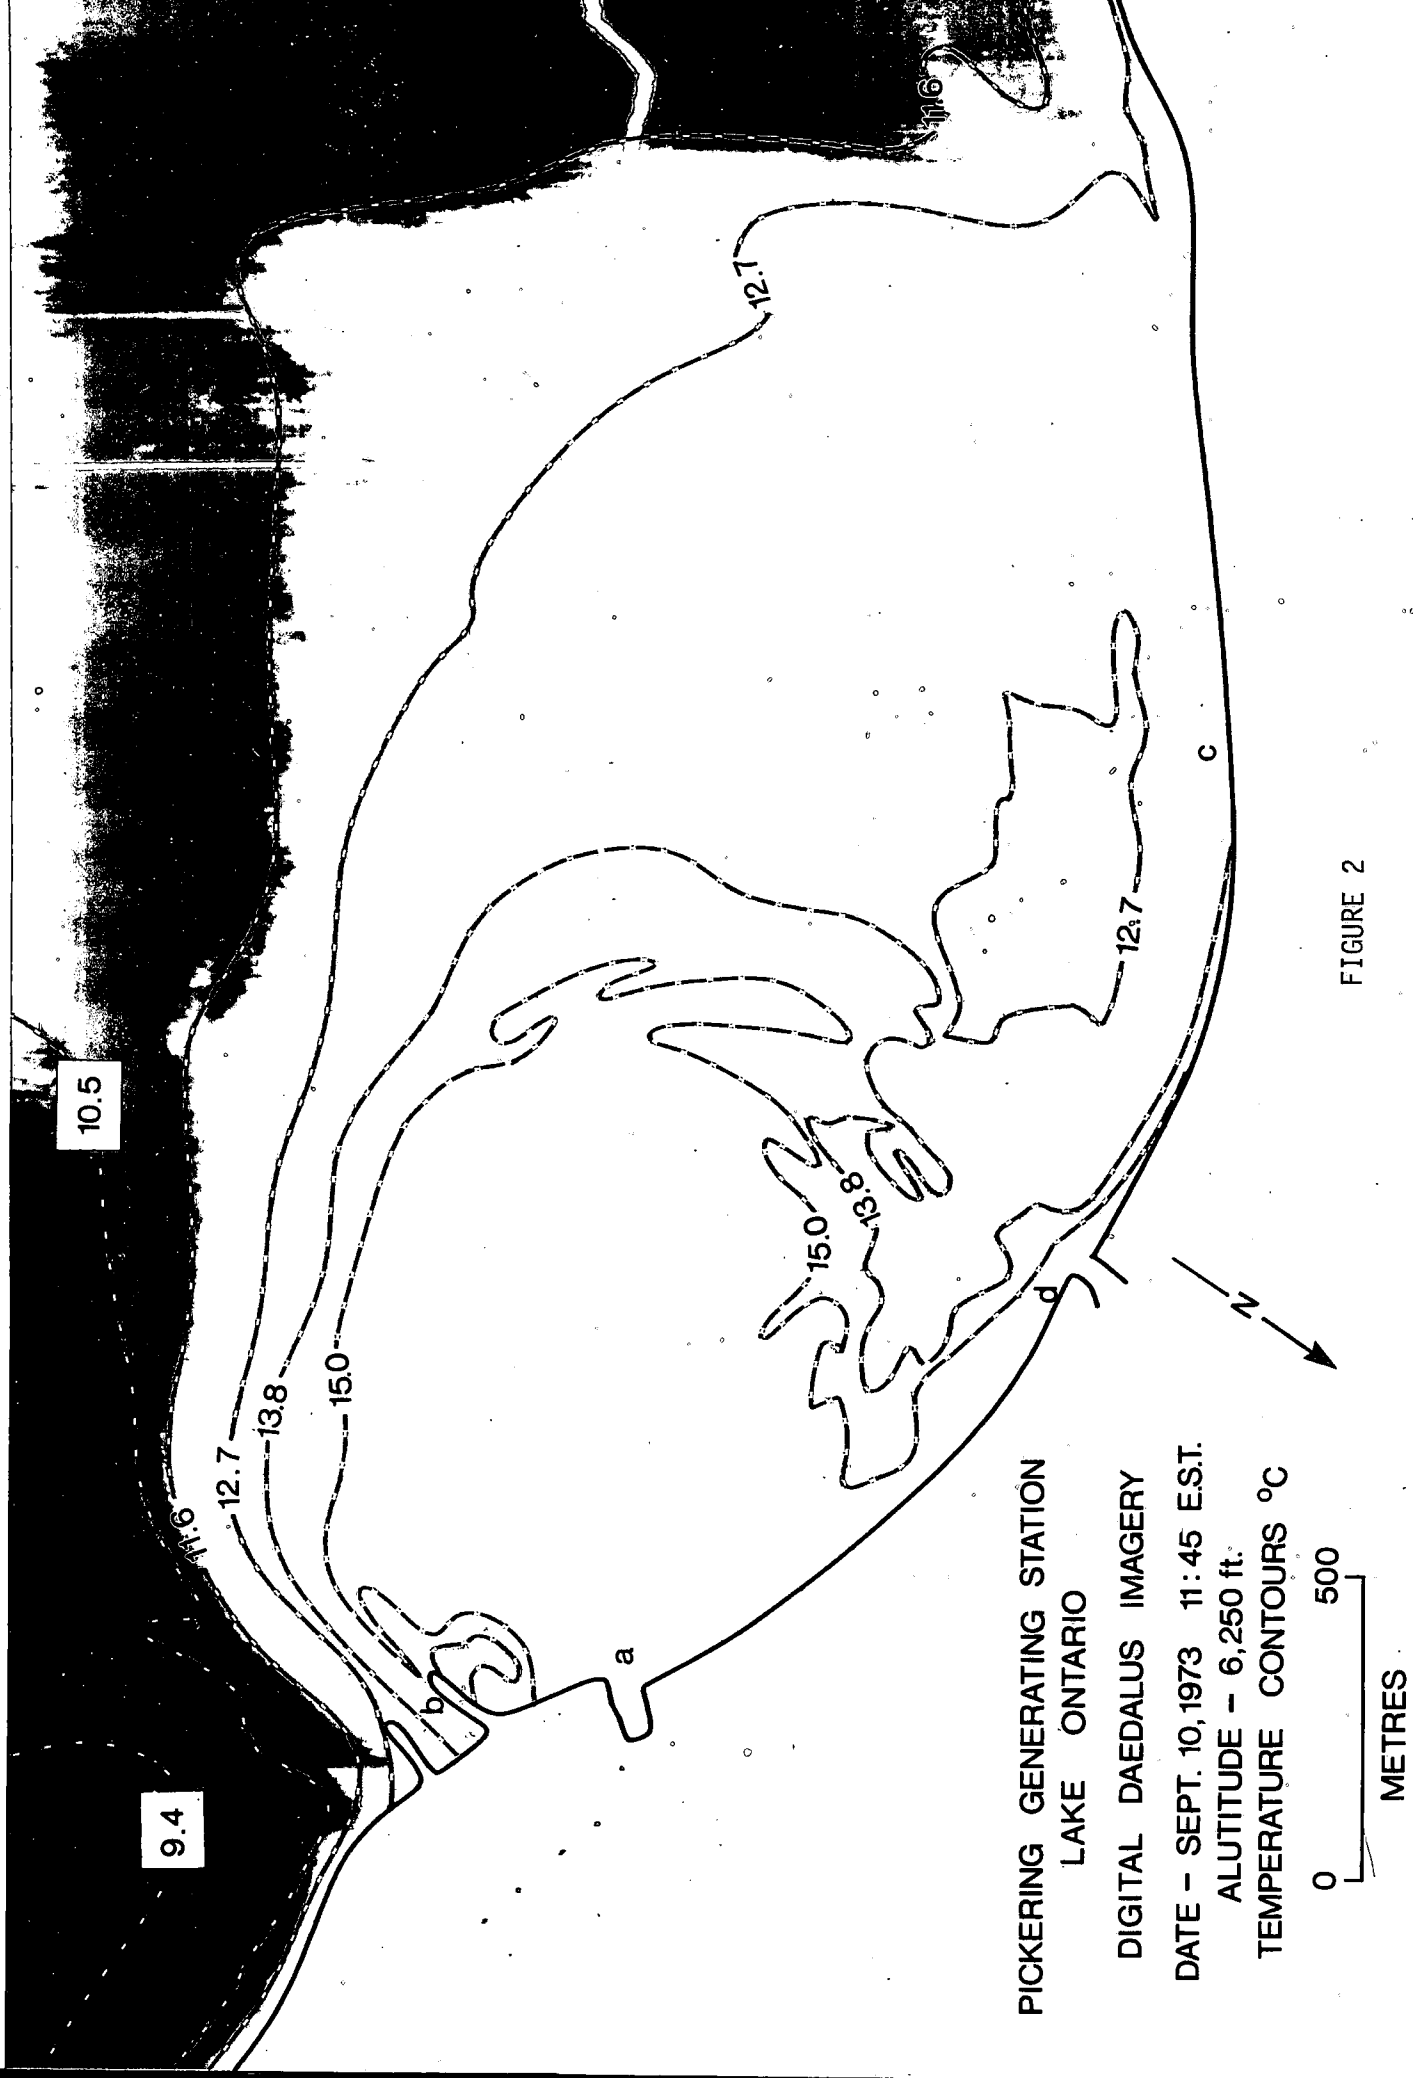 9.4
10.5
11.6
12.7
13.8
15.0
11.6
12.7
15.0
13.8
12.7
a
b
c
d
N
PICKERING GENERATING STATION
LAKE ONTARIO
DIGITAL DAEDALUS IMAGERY
DATE – SEPT. 10,1973 11:45 E.S.T.
ALUTITUDE – 6,250 ft.
TEMPERATURE CONTOURS °C
0 500
METRES
FIGURE 2